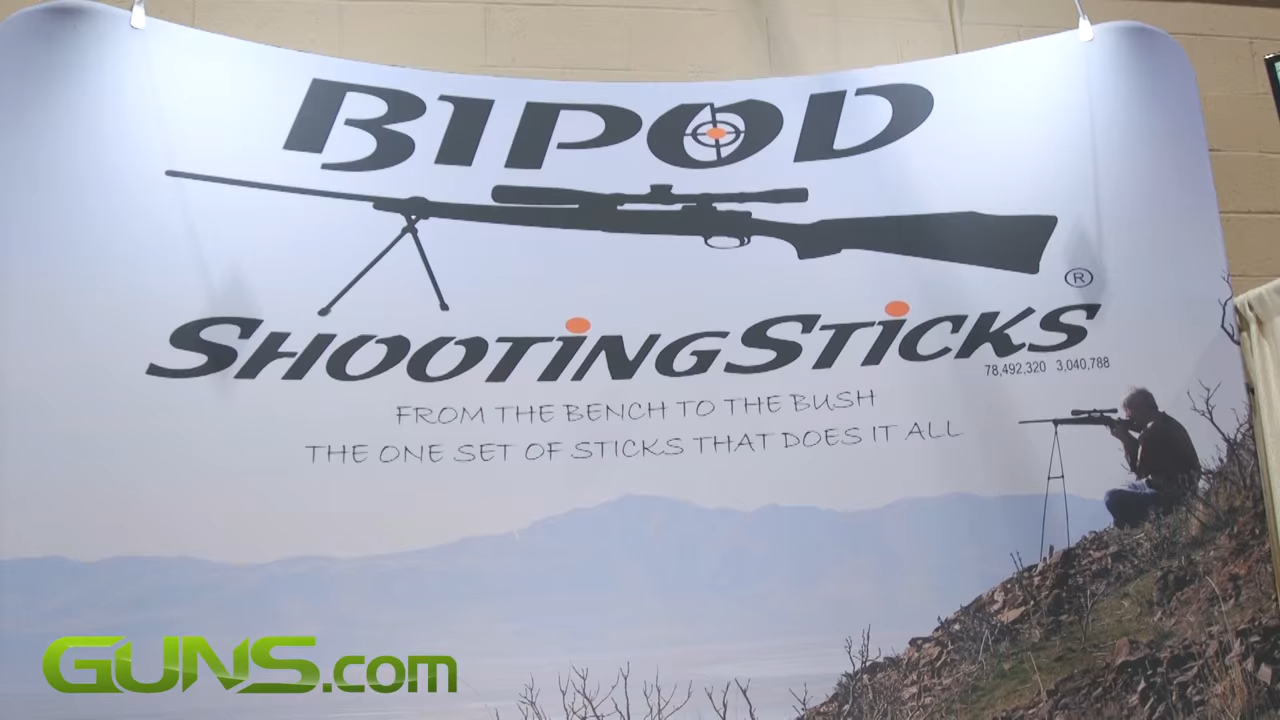 BIPOD
®
SHOOTINGSTICKS
78,492,320 3,040,788
FROM THE BENCH TO THE BUSH
THE ONE SET OF STICKS THAT DOES IT ALL
GUNS.com